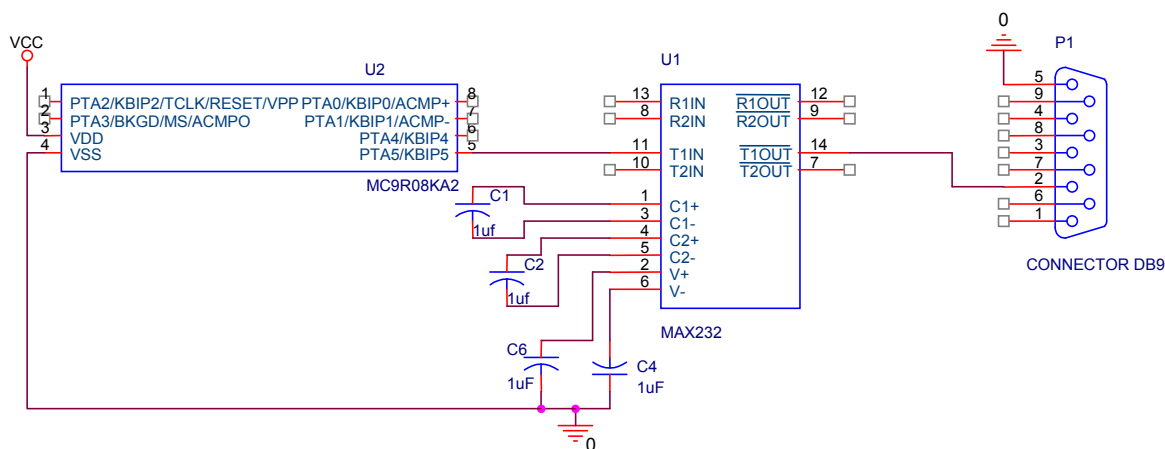 VCC
U2
1 PTA2/KBIP2/TCLK/RESET/VPP PTA0/KBIP0/ACMP+ 8
2 PTA3/BKGD/MS/ACMPO PTA1/KBIP1/ACMP- 7
3 VDD PTA4/KBIP4 6
4 VSS PTA5/KBIP5 5
MC9R08KA2
U1
13 R1IN R1OUT 12
8 R2IN R2OUT 9
11 T1IN T1OUT 14
10 T2IN T2OUT 7
1 C1+
3 C1-
4 C2+
5 C2-
2 V+
6 V-
MAX232
C1
1uf
C2
1uf
C6
1uF
C4
1uF
0
0
P1
5
9
4
8
3
7
2
6
1
CONNECTOR DB9